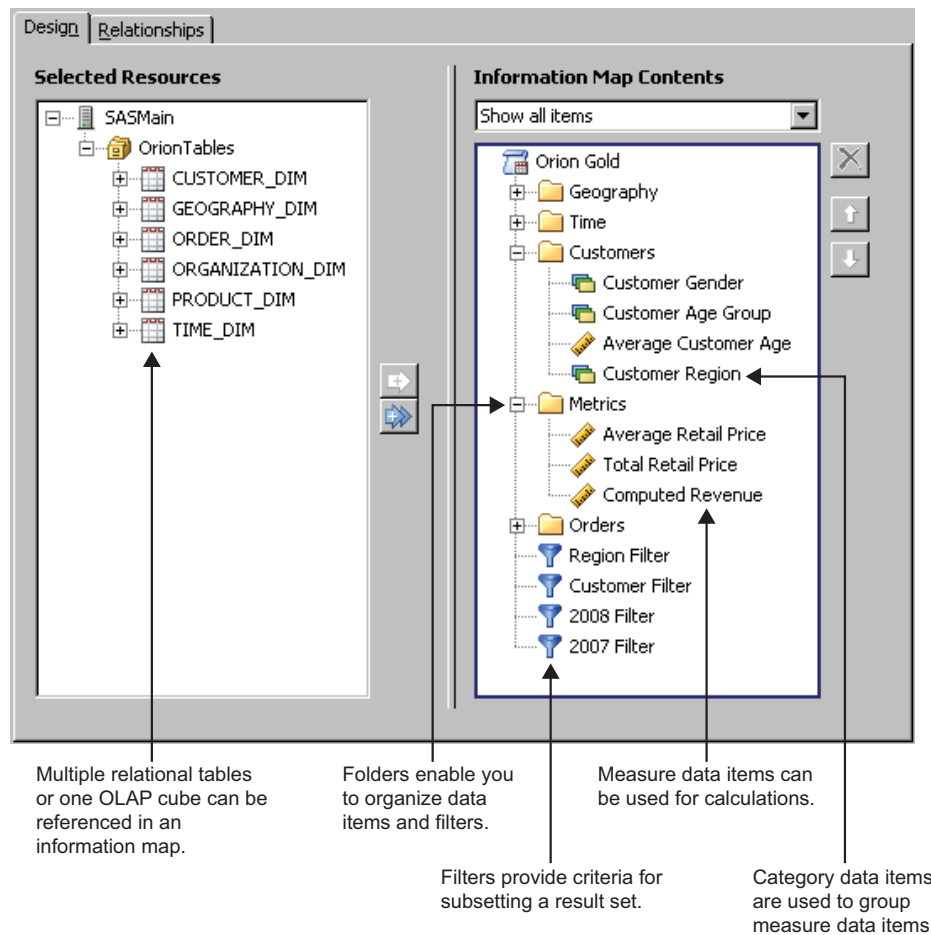 Design
Relationships
Selected Resources
SASMain
OrionTables
CUSTOMER_DIM
GEOGRAPHY_DIM
ORDER_DIM
ORGANIZATION_DIM
PRODUCT_DIM
TIME_DIM
Information Map Contents
Show all items
Orion Gold
Geography
Time
Customers
Customer Gender
Customer Age Group
Average Customer Age
Customer Region
Metrics
Average Retail Price
Total Retail Price
Computed Revenue
Orders
Region Filter
Customer Filter
2008 Filter
2007 Filter
Multiple relational tables
or one OLAP cube can be
referenced in an
information map.
Folders enable you
to organize data
items and filters.
Measure data items can
be used for calculations.
Filters provide criteria for
subsetting a result set.
Category data items
are used to group
measure data items